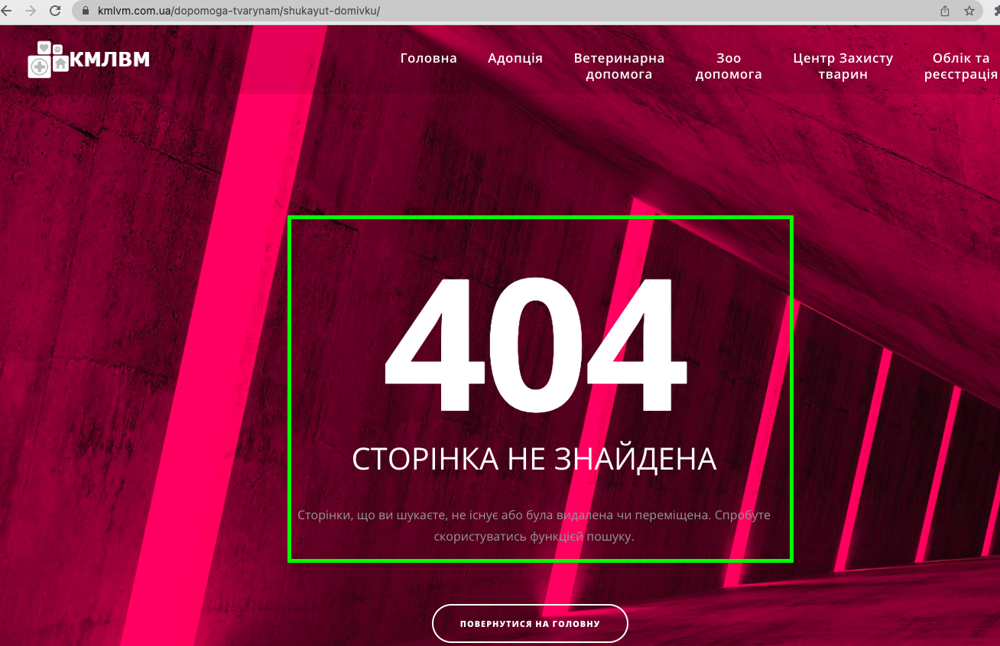 kmlvm.com.ua/dopomoga-tvarynam/shukayut-domivku/
КМЛВМ
Головна
Адопція
Ветеринарна
допомога
Зоо
допомога
Центр Захисту
тварин
Облік та
реєстрація
404
СТОРІНКА НЕ ЗНАЙДЕНА
Сторінки, що ви шукаєте, не існує або була видалена чи переміщена. Спробуте
скористуватись функцієй пошуку.
ПОВЕРНУТИСЯ НА ГОЛОВНУ